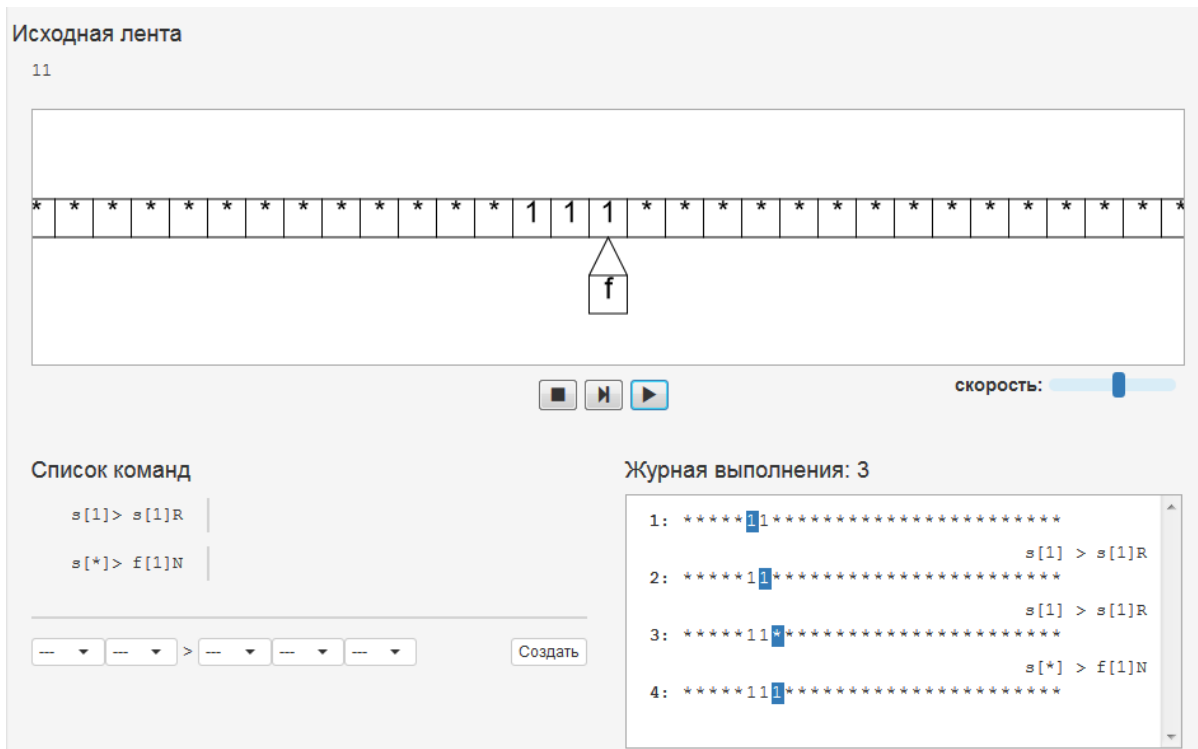 Исходная лента
11
* * * * * * * * * * * * * 1 1 1 * * * * * * * * * * * * * * *
f
скорость:
Список команд
s[1]> s[1]R
s[*]> f[1]N
--- --- > --- --- --- Создать
Журная выполнения: 3
1: *****11***********************
s[1] > s[1]R
2: *****11***********************
s[1] > s[1]R
3: *****11***********************
s[*] > f[1]N
4: *****111**********************